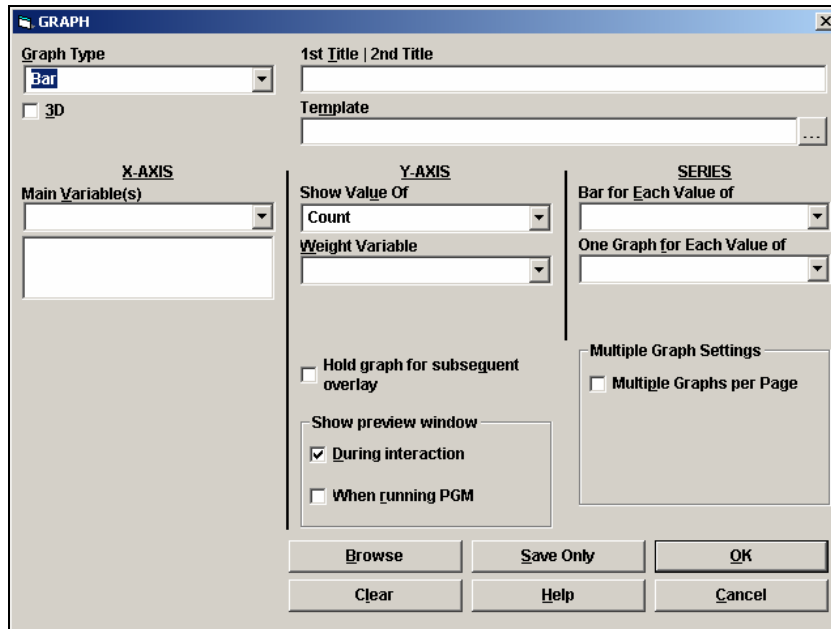 GRAPH
Graph Type
Bar
3D
1st Title | 2nd Title
Template
...
X-AXIS
Main Variable(s)
Y-AXIS
Show Value Of
Count
Weight Variable
SERIES
Bar for Each Value of
One Graph for Each Value of
Hold graph for subsequent
overlay
Show preview window
During interaction
When running PGM
Multiple Graph Settings
Multiple Graphs per Page
Browse
Save Only
OK
Clear
Help
Cancel